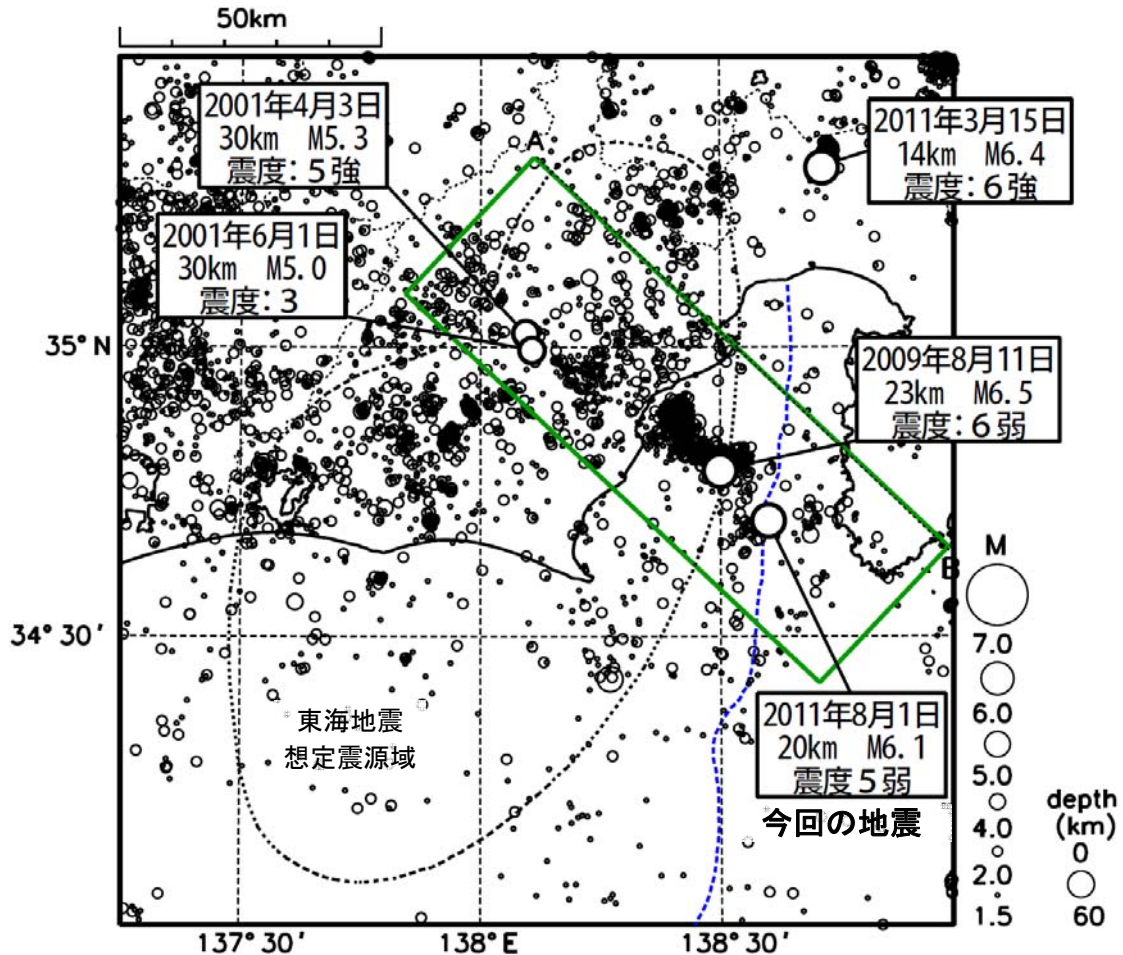 50km
2001年4月3日
30km M5.3
震度：5強
A
2011年3月15日
14km M6.4
震度：6強
2001年6月1日
30km M5.0
震度：3
35°N
2009年8月11日
23km M6.5
震度：6弱
M
B
34°30′
7.0
東海地震
想定震源域
2011年8月1日
20km M6.1
震度5弱
今回の地震
6.0
5.0
4.0
2.0
1.5
depth
(km)
0
60
137°30′
138°E
138°30′